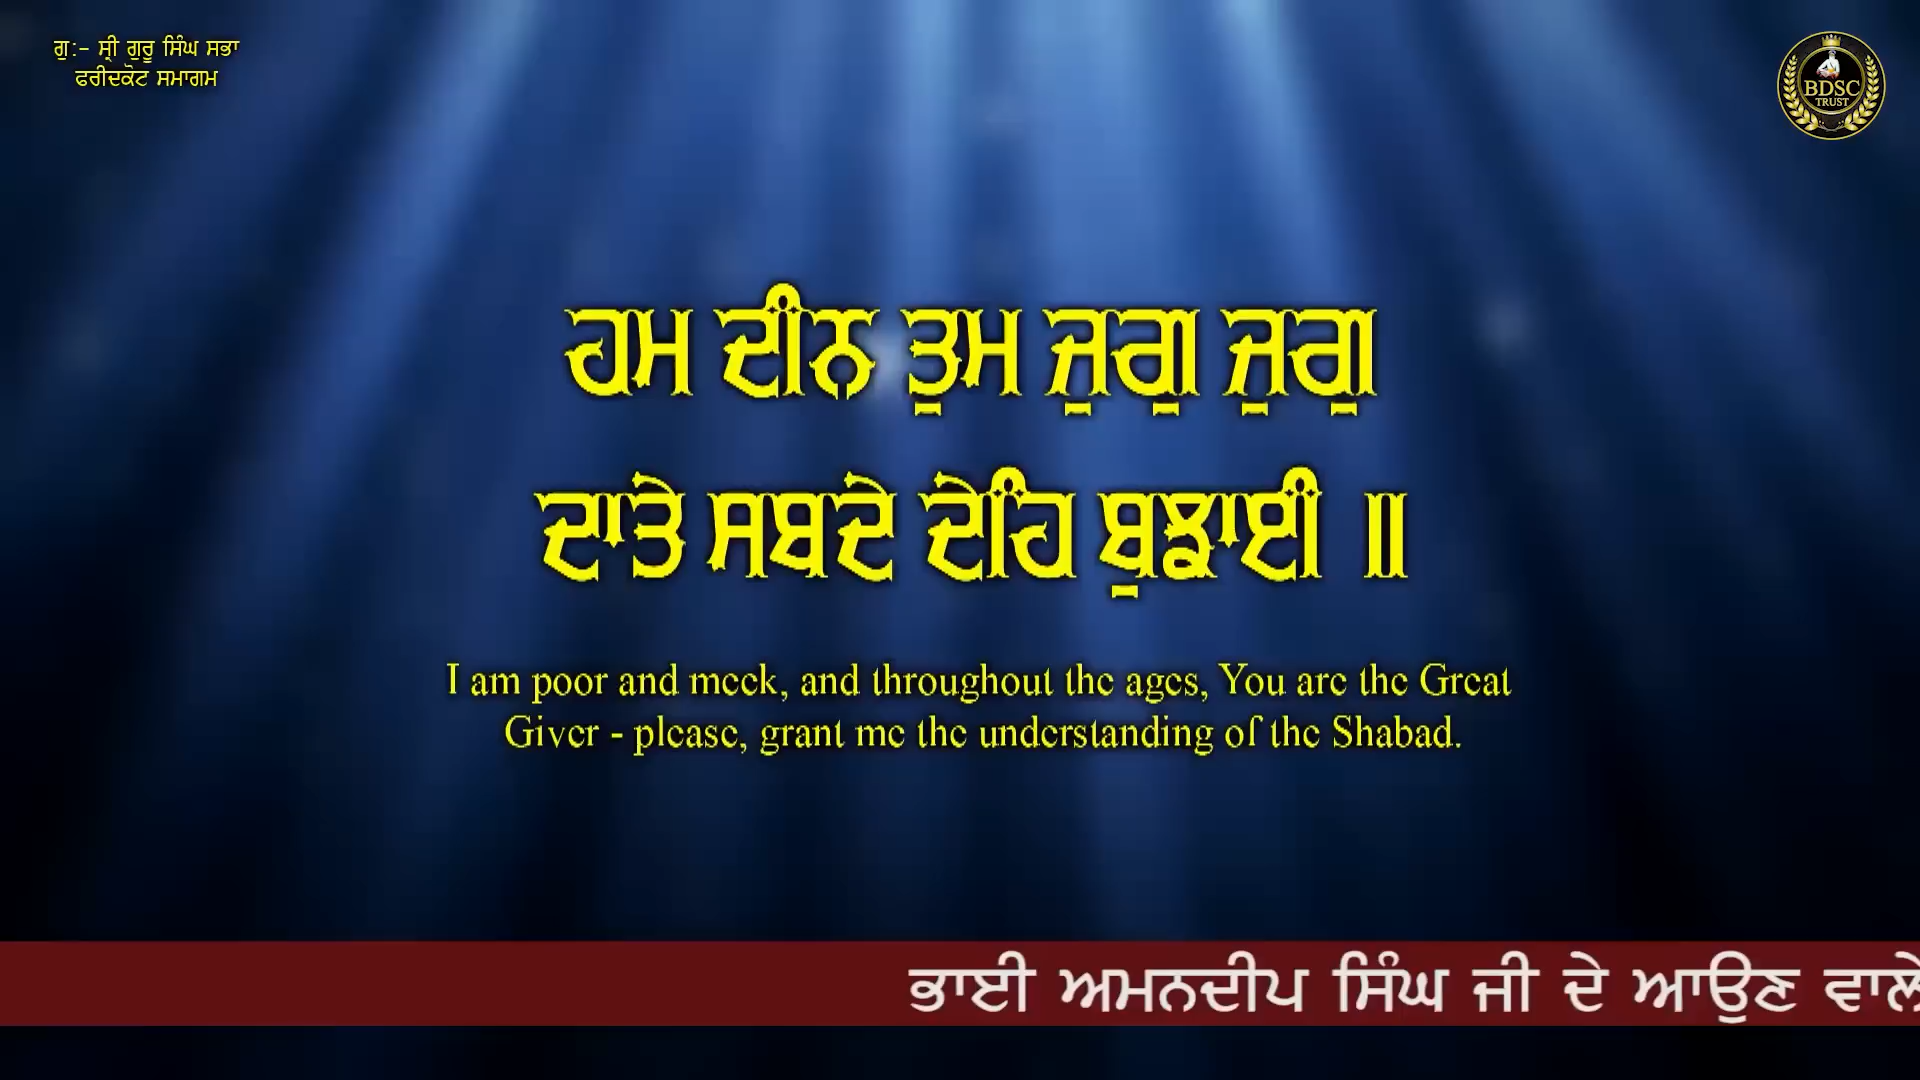 ਗੁ:- ਸ੍ਰੀ ਗੁਰੂ ਸਿੰਘ ਸਭਾ
ਫਰੀਦਕੋਟ ਸਮਾਗਮ
BDSC
TRUST
ਹਮ ਦੀਨ ਤੁਮ ਜੁਗੁ ਜੁਗੁ
ਦਾਤੇ ਸਬਦੇ ਦੇਹਿ ਬੁਝਾਈ ॥
I am poor and meek, and throughout the ages, You are the Great
Giver - please, grant me the understanding of the Shabad.
ਭਾਈ ਅਮਨਦੀਪ ਸਿੰਘ ਜੀ ਦੇ ਆਉਣ ਵਾਲੇ